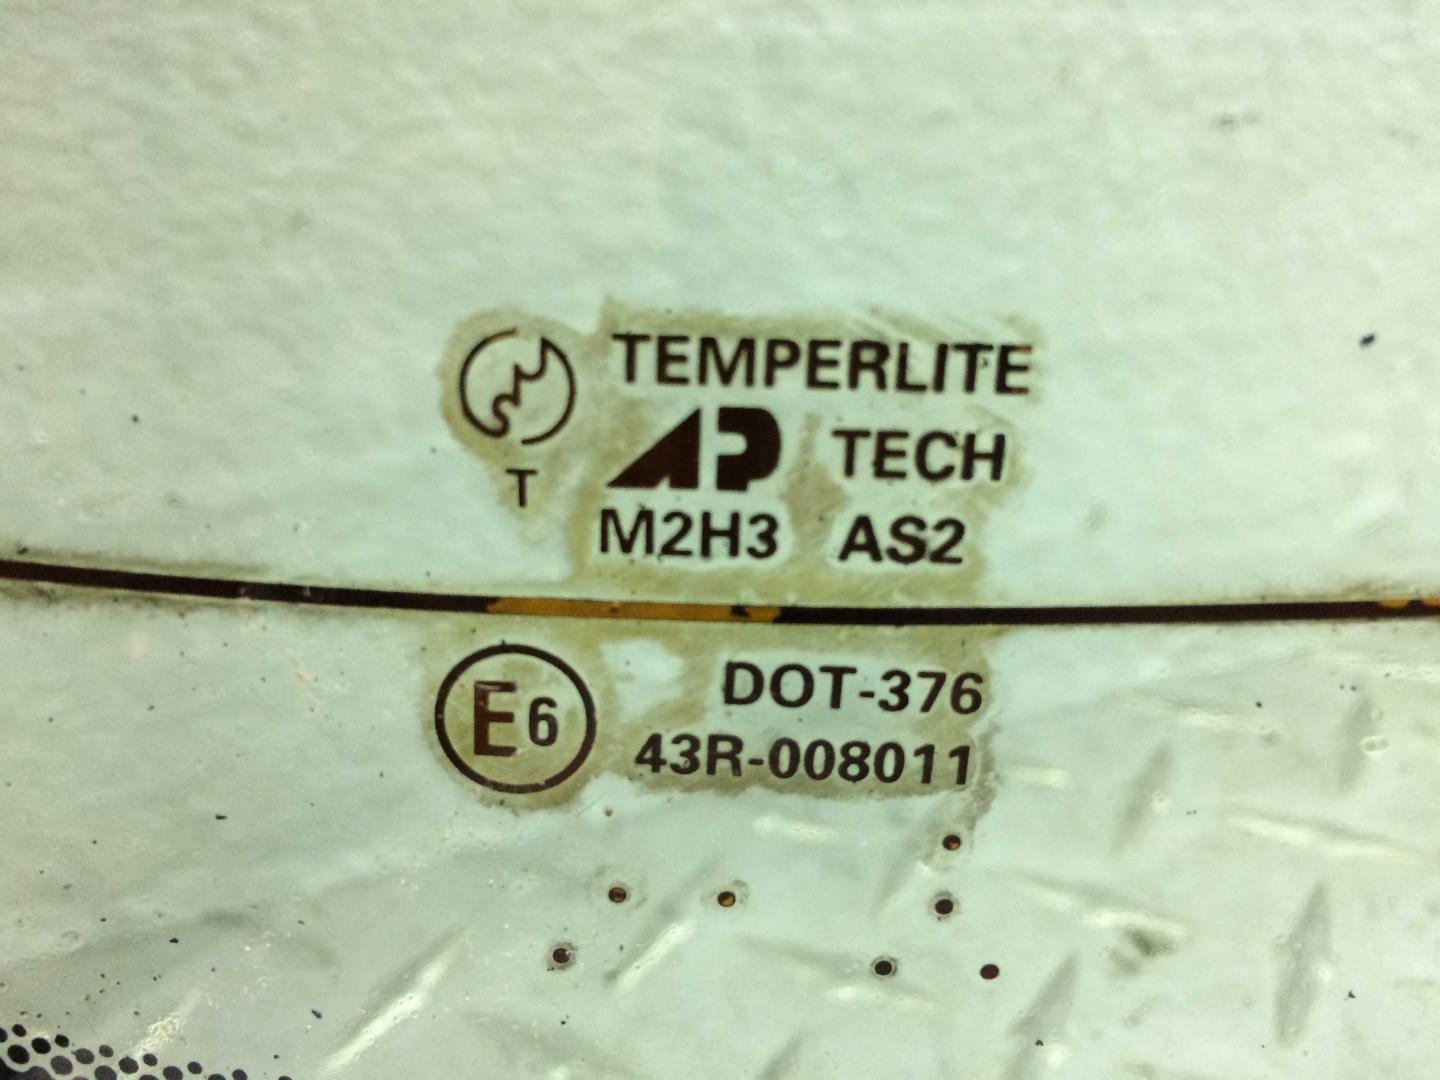 TEMPERLITE
AP TECH
T
M2H3 AS2
E6
DOT-376
43R-008011